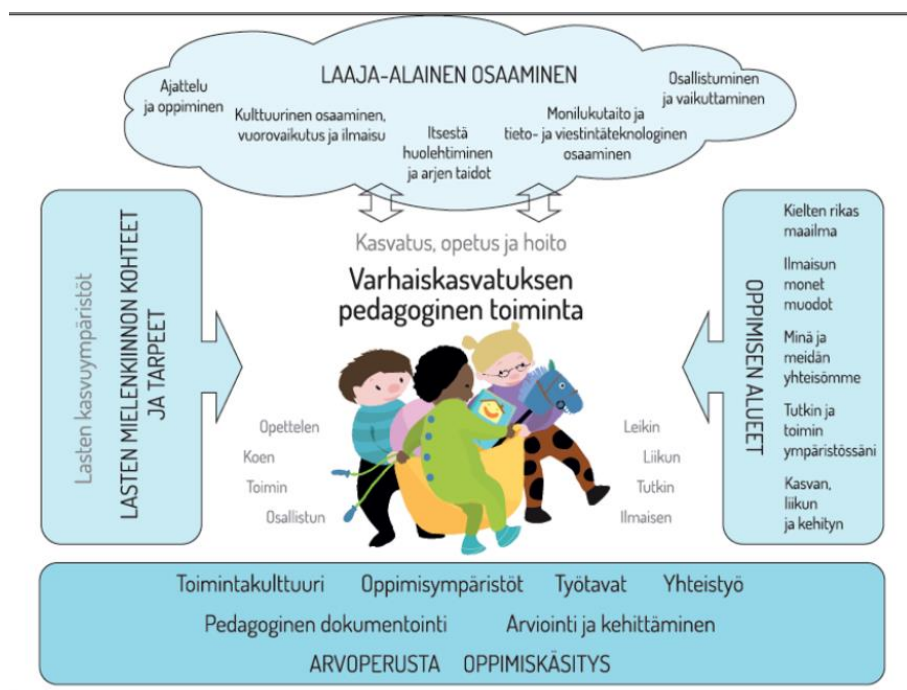 LAAJA-ALAINEN OSAAMINEN
Ajattelu
ja oppiminen
Kulttuurinen osaaminen,
vuorovaikutus ja ilmaisu
Itsestä
huolehtiminen
ja arjen taidot
Monilukutaito ja
tieto- ja viestintäteknologinen
osaaminen
Osallistuminen
ja vaikuttaminen
Lasten kasvuympäristöt
LASTEN MIELENKIINNON KOHTEET
JA TARPEET
Kasvatus, opetus ja hoito
Varhaiskasvatuksen
pedagoginen toiminta
Opettelen
Koen
Toimin
Osallistun
Leikin
Liikun
Tutkin
Ilmaisen
OPPIMISEN ALUEET
Kielten rikas
maailma
Ilmaisun
monet
muodot
Minä ja
meidän
yhteisömme
Tutkin ja
toimin
ympäristössäni
Kasvan,
liikun
ja kehityn
Toimintakulttuuri Oppimisympäristöt Työtavat Yhteistyö
Pedagoginen dokumentointi Arviointi ja kehittäminen
ARVOPERUSTA OPPIMISKÄSITYS